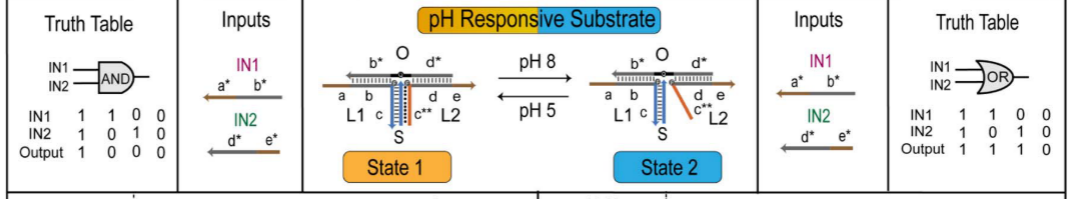 Truth Table
IN1
IN2
AND
IN1 1 1 0 0
IN2 1 0 1 0
Output 1 0 0 0
Inputs
IN1
a* b*
IN2
d* e*
pH Responsive Substrate
O
b* d*
a b d e
L1 c c** L2
S
State 1
pH 8
pH 5
O
b* d*
a b d e
L1 c c** L2
S
State 2
Inputs
IN1
a* b*
IN2
d* e*
Truth Table
IN1
IN2
OR
IN1 1 1 0 0
IN2 1 0 1 0
Output 1 1 1 0